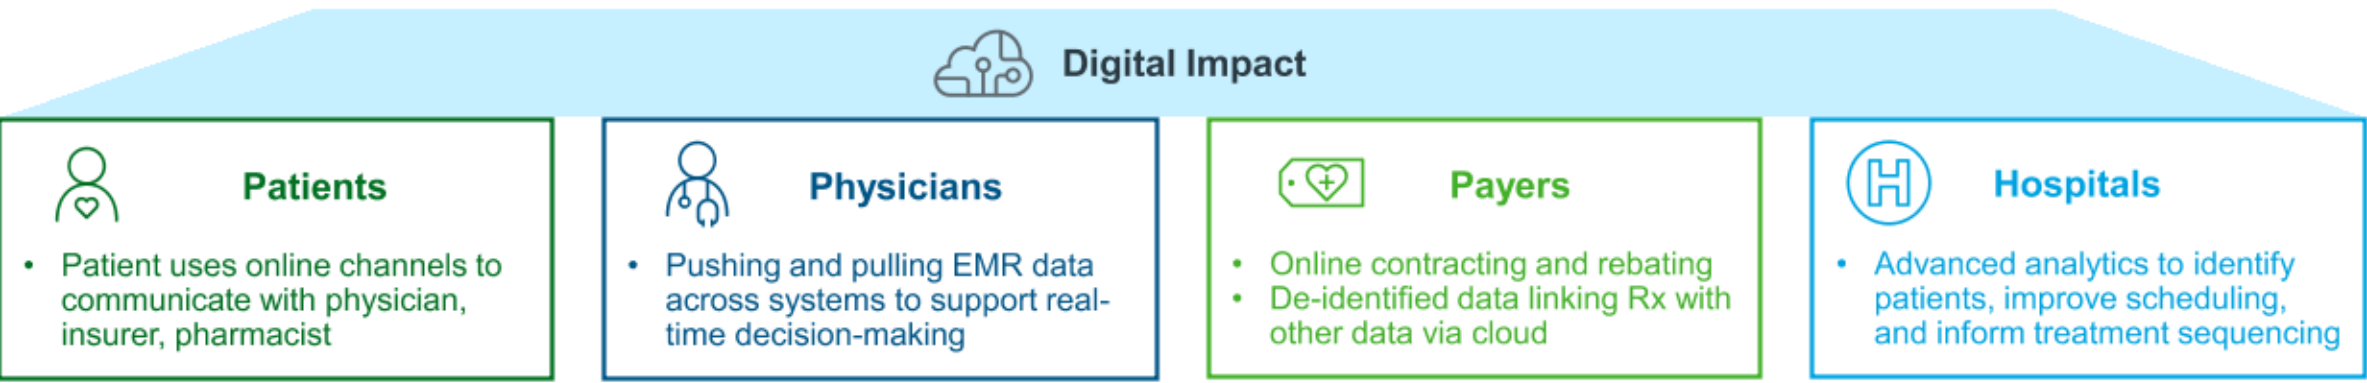 Digital Impact
Patients
• Patient uses online channels to
communicate with physician,
insurer, pharmacist
Physicians
• Pushing and pulling EMR data
across systems to support real-
time decision-making
Payers
• Online contracting and rebating
• De-identified data linking Rx with
other data via cloud
H
Hospitals
• Advanced analytics to identify
patients, improve scheduling,
and inform treatment sequencing